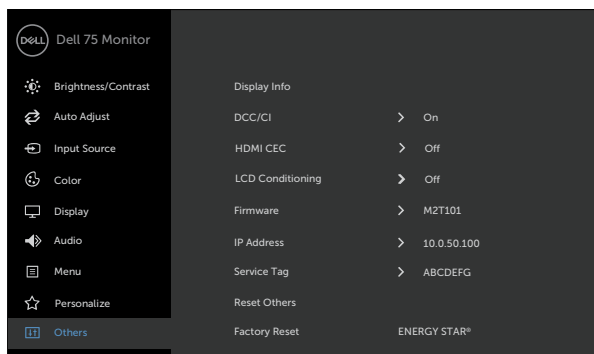 DELL Dell 75 Monitor
Brightness/Contrast Display Info
Auto Adjust DCC/CI On
Input Source HDMI CEC Off
Color LCD Conditioning Off
Display Firmware M2T101
Audio IP Address 10.0.50.100
Menu Service Tag ABCDEFG
Personalize Reset Others
Others Factory Reset ENERGY STAR®